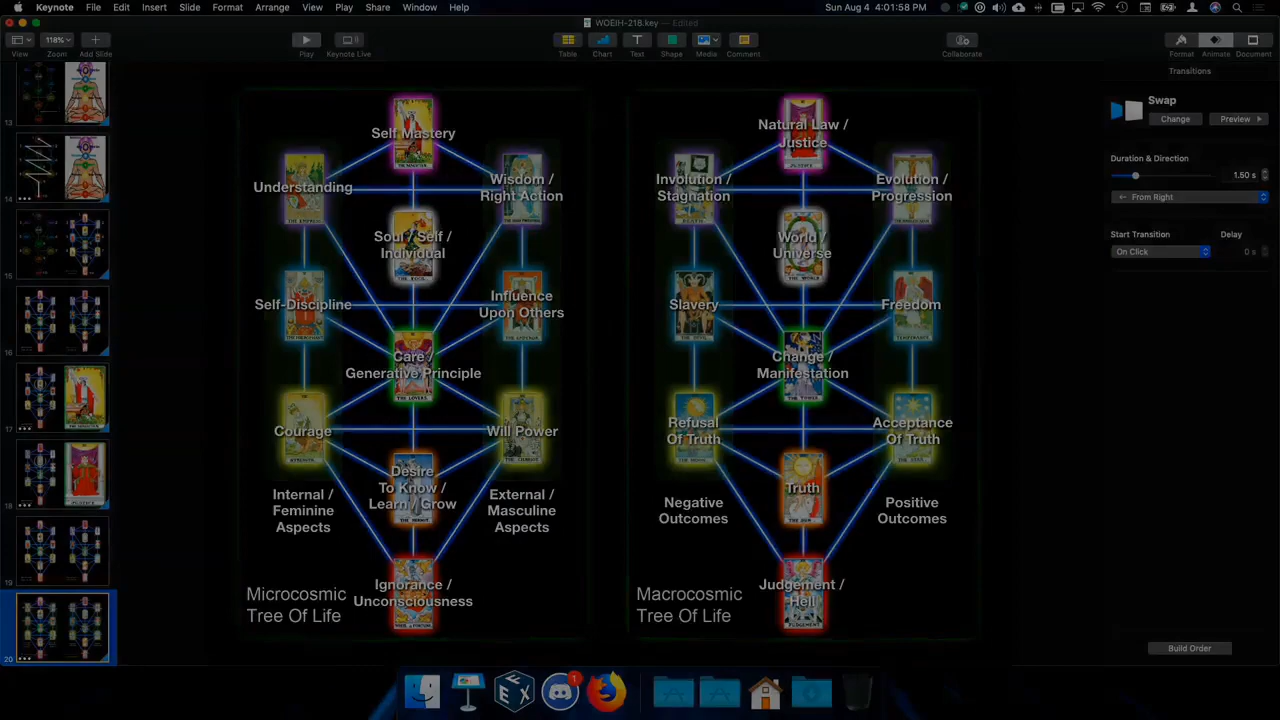 Keynote File Edit Insert Slide Format Arrange View Play Share Window Help
Sun Aug 4 4:01:58 PM
WOEIH-218.key — Edited
118%
View Zoom Add Slide
Play Keynote Live
Table Chart Text Shape Media Comment
Collaborate
Format Animate Document
Transitions
Swap
Change Preview
Duration & Direction
1.50 s
From Right
Start Transition Delay
On Click 0 s
Build Order
13
14
15
16
17
18
19
20
Self Mastery
Understanding
Wisdom /
Right Action
Soul / Self /
Individual
Self-Discipline
Influence
Upon Others
Care /
Generative Principle
Courage
Will Power
Desire
To Know /
Learn / Grow
Internal /
Feminine
Aspects
External /
Masculine
Aspects
Ignorance /
Unconsciousness
Microcosmic
Tree Of Life
Natural Law /
Justice
Involution /
Stagnation
Evolution /
Progression
World /
Universe
Slavery
Freedom
Change /
Manifestation
Refusal
Of Truth
Acceptance
Of Truth
Truth
Negative
Outcomes
Positive
Outcomes
Judgement /
Hell
Macrocosmic
Tree Of Life
FEX
1